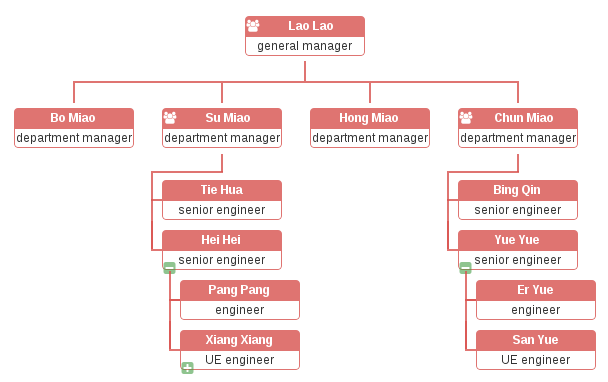 Lao Lao
general manager
Bo Miao
department manager
Su Miao
department manager
Hong Miao
department manager
Chun Miao
department manager
Tie Hua
senior engineer
Hei Hei
senior engineer
Pang Pang
engineer
Xiang Xiang
UE engineer
Bing Qin
senior engineer
Yue Yue
senior engineer
Er Yue
engineer
San Yue
UE engineer